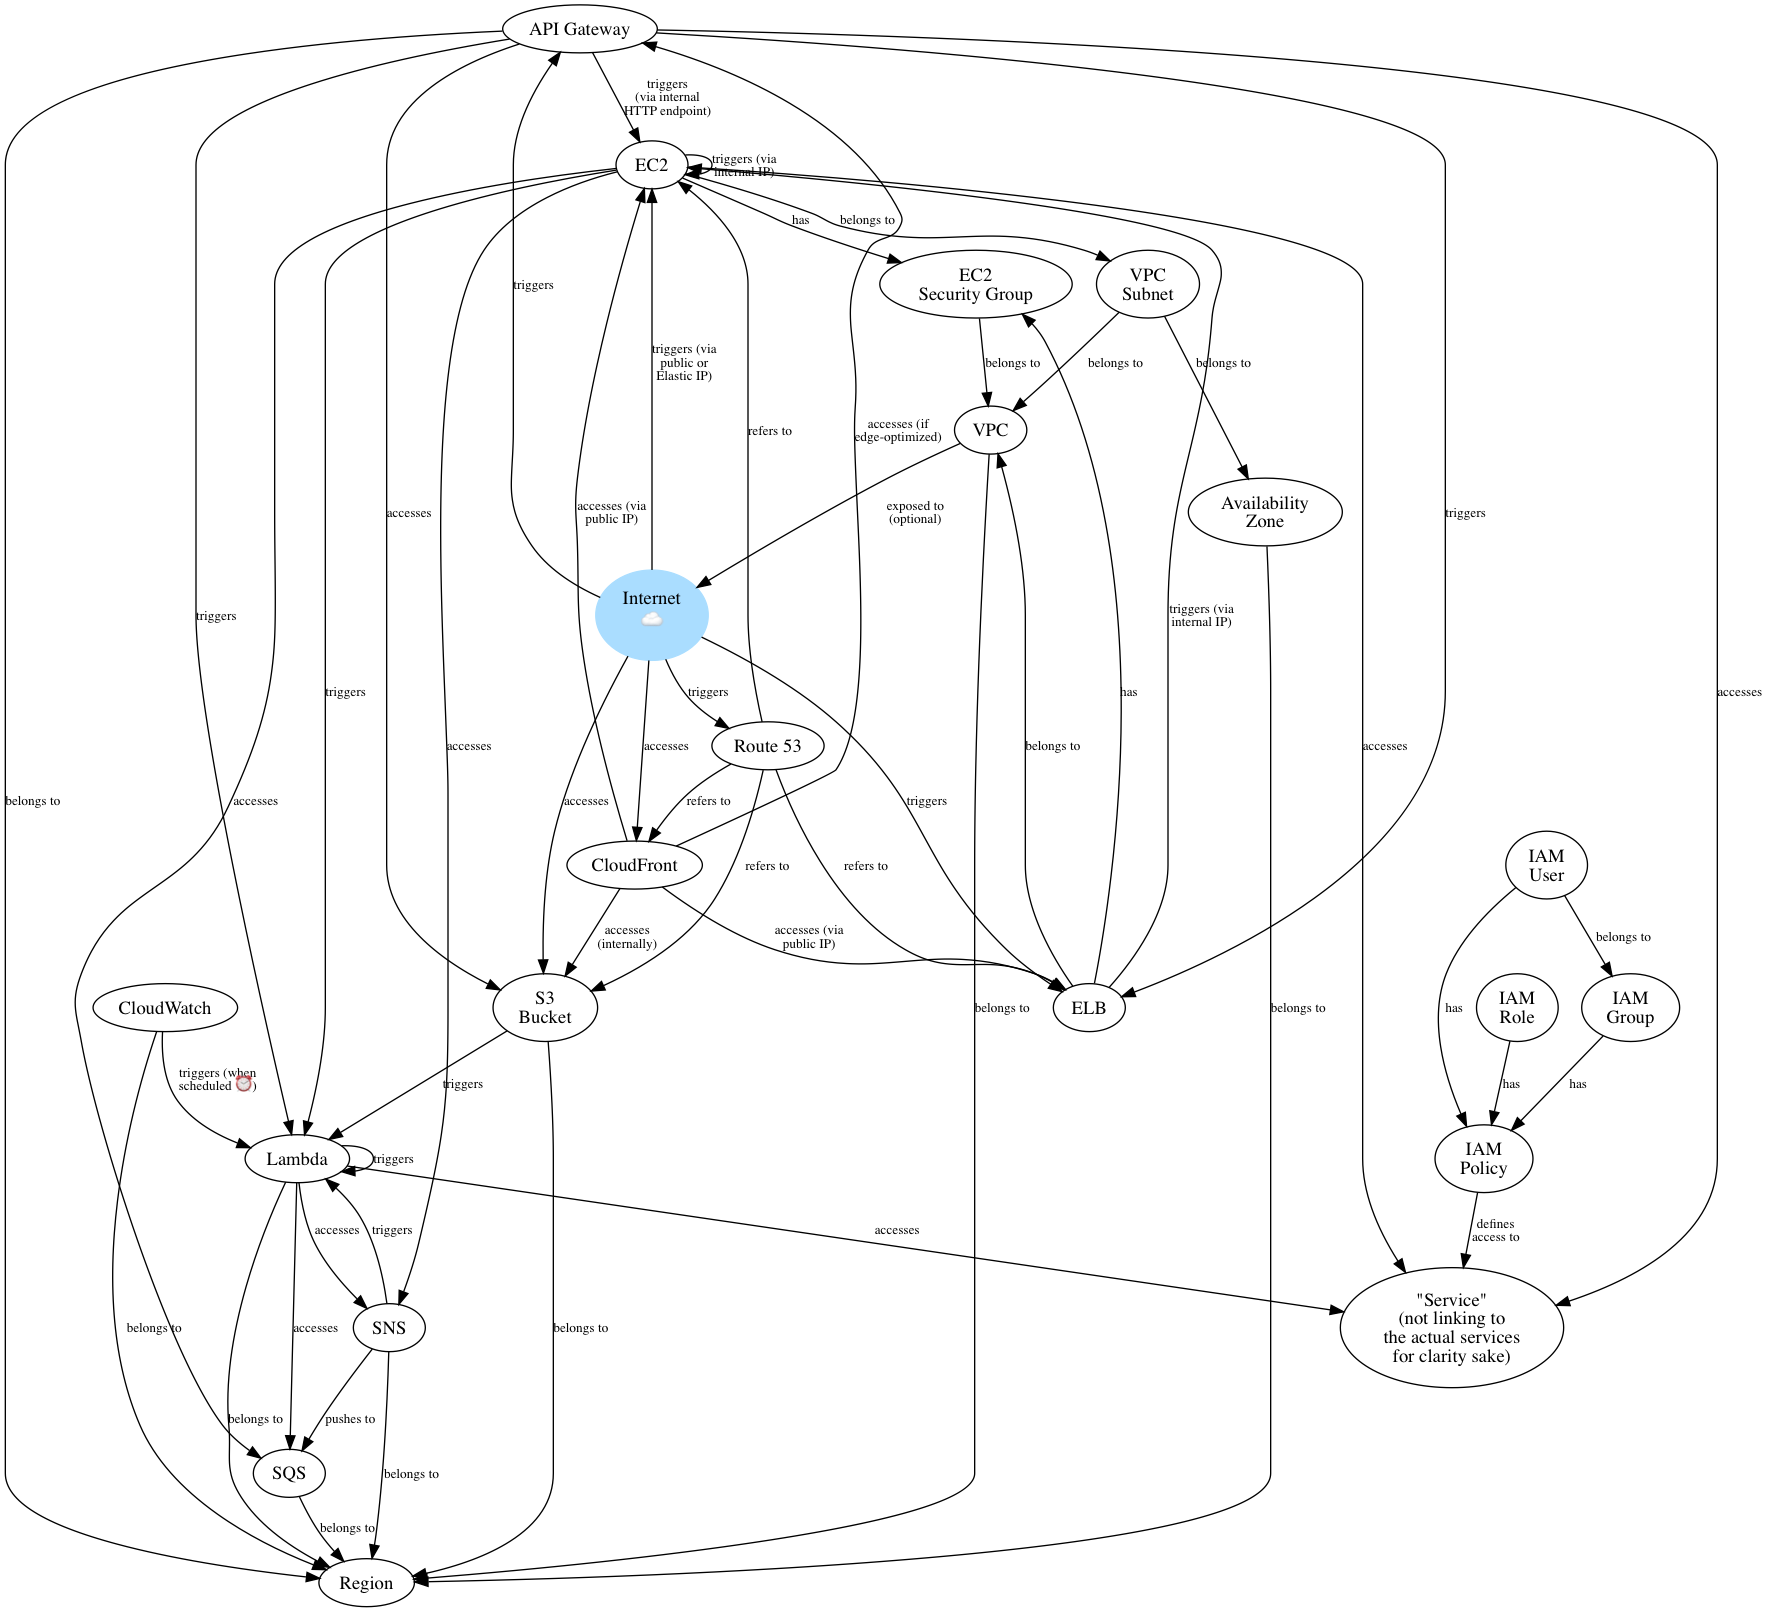 API Gateway
triggers
(via internal
HTTP endpoint)
EC2
triggers (via
internal IP)
has
belongs to
EC2
Security Group
VPC
Subnet
triggers
triggers (via
public or
Elastic IP)
belongs to
belongs to
belongs to
refers to
accesses (if
edge-optimized)
VPC
Availability
Zone
accesses
accesses (via
public IP)
exposed to
(optional)
triggers
Internet
☁️
triggers
triggers (via
internal IP)
triggers
triggers
has
accesses
accesses
accesses
Route 53
belongs to
accesses
belongs to
accesses
accesses
refers to
triggers
CloudFront
refers to
refers to
IAM
User
accesses
(internally)
accesses (via
public IP)
belongs to
CloudWatch
S3
Bucket
belongs to
ELB
belongs to
has
IAM
Role
IAM
Group
triggers (when
scheduled ⏰)
triggers
has
has
Lambda
triggers
IAM
Policy
accesses
triggers
accesses
defines
access to
belongs to
accesses
SNS
belongs to
"Service"
(not linking to
the actual services
for clarity sake)
belongs to
pushes to
SQS
belongs to
belongs to
Region